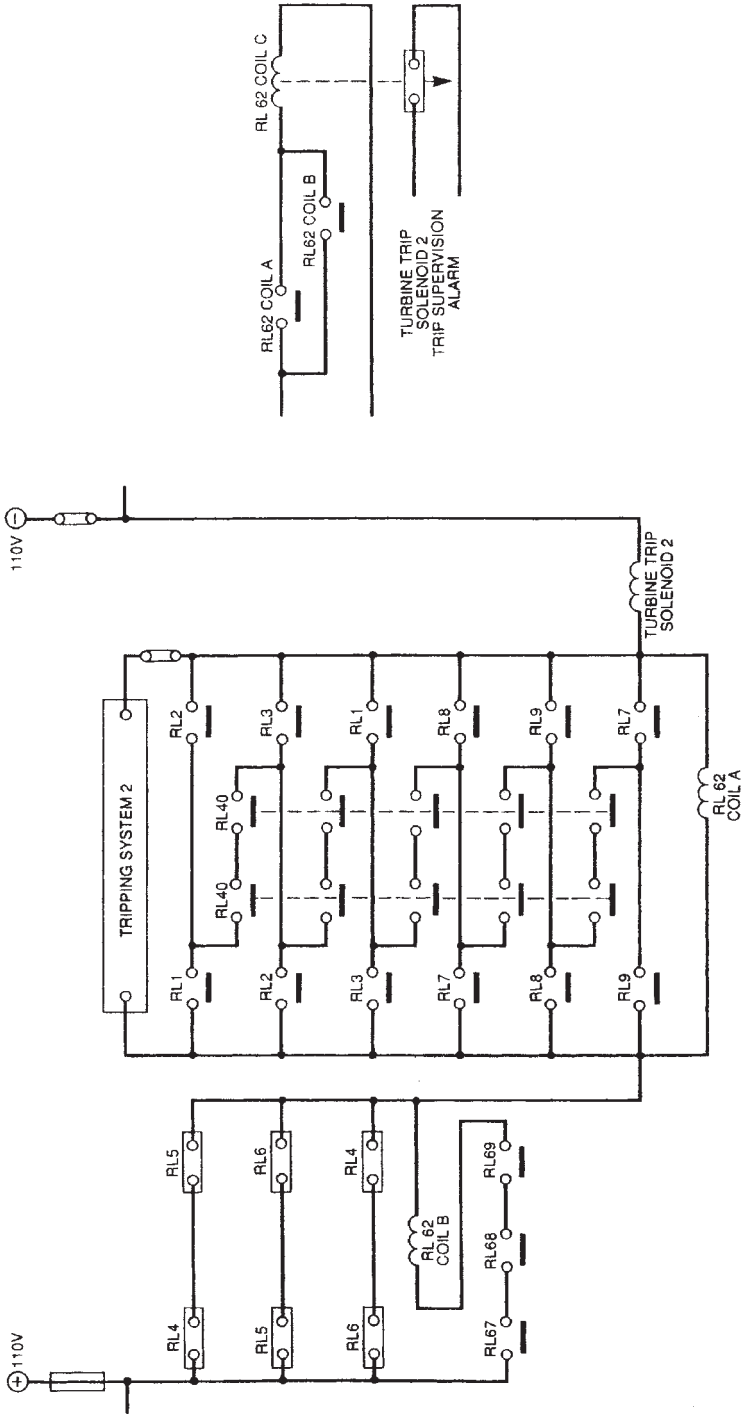 RL 62 COIL C
RL62 COIL B
RL62 COIL A
TURBINE TRIP
SOLENOID 2
TRIP SUPERVISION
ALARM
110V
−
TURBINE TRIP
SOLENOID 2
TRIPPING SYSTEM 2
RL2
RL3
RL1
RL8
RL9
RL7
RL40
RL40
RL1
RL2
RL3
RL7
RL8
RL9
RL 62
COIL A
RL5
RL6
RL4
RL 62
COIL B
RL69
RL68
RL67
RL4
RL5
RL6
+
110V